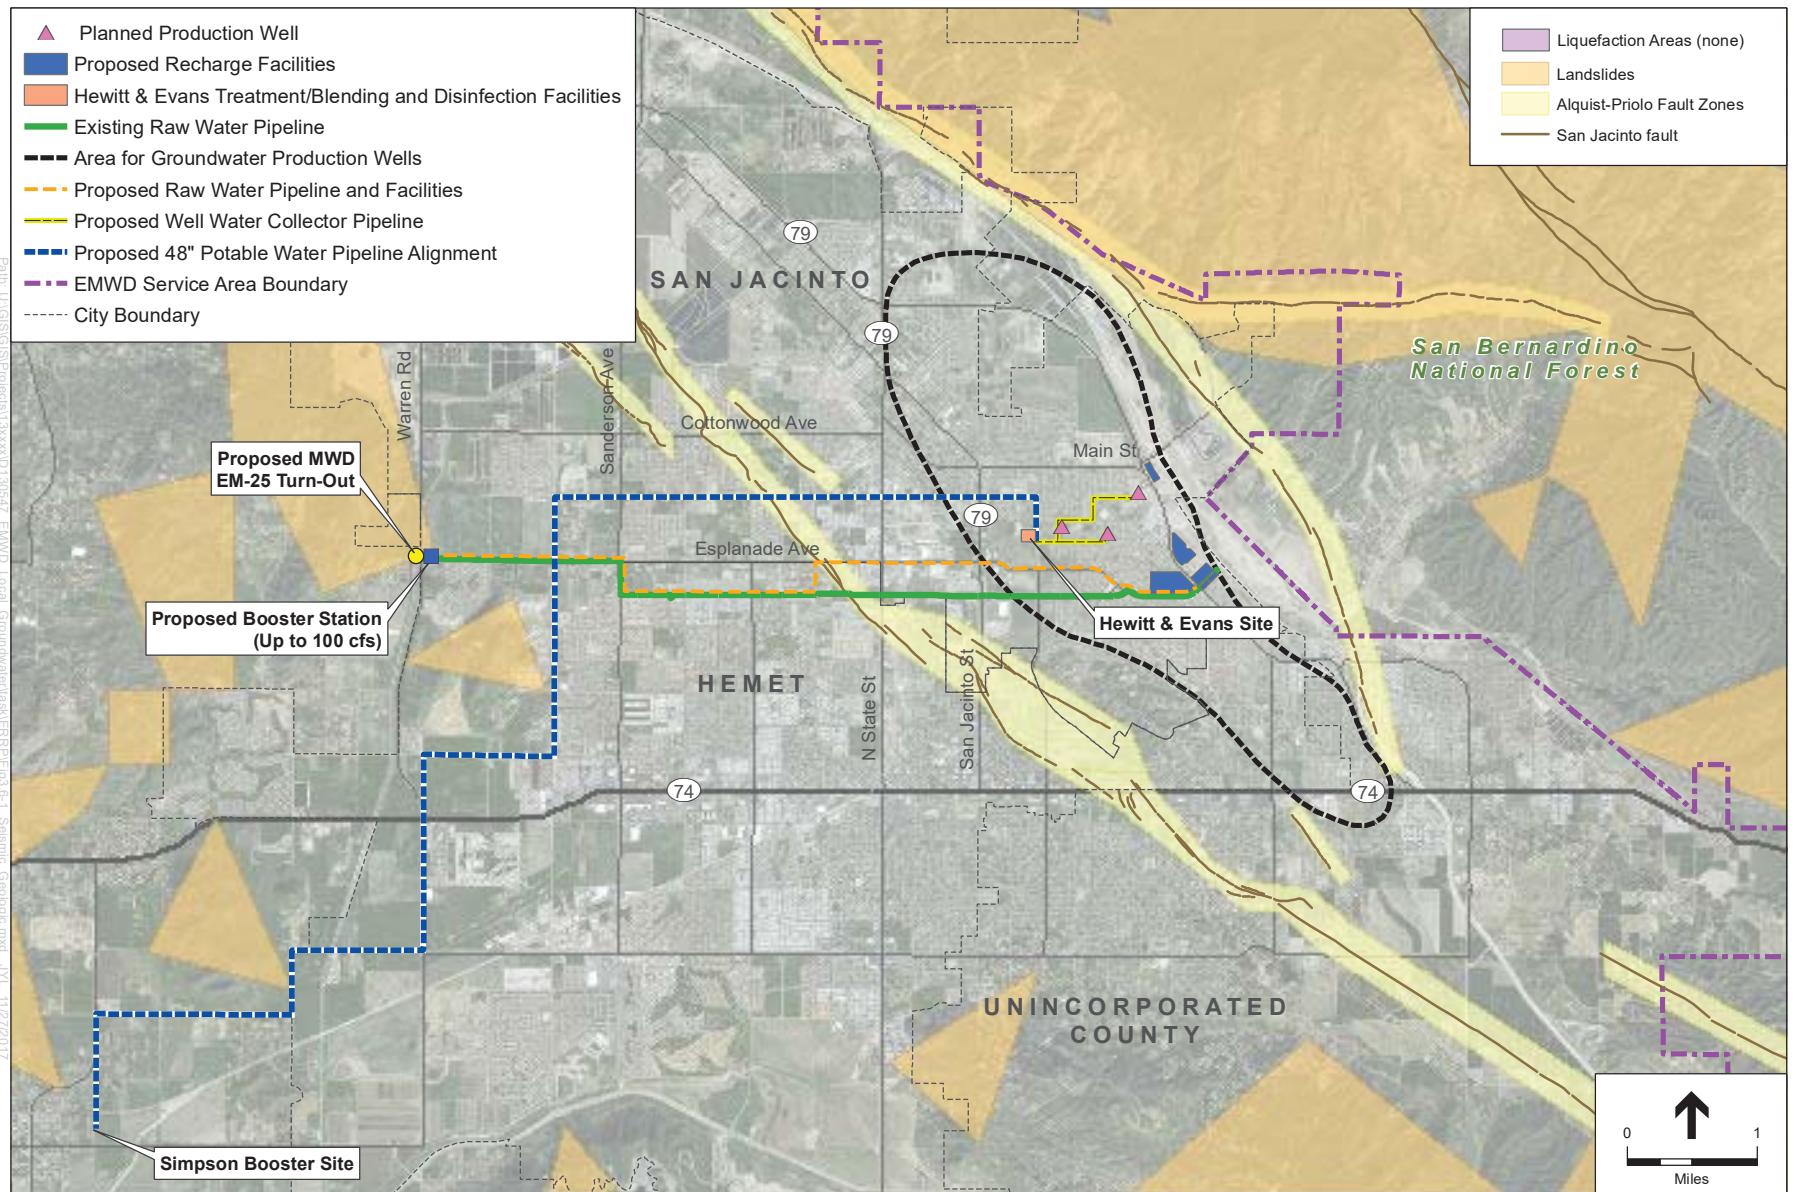 Planned Production Well
Proposed Recharge Facilities
Hewitt & Evans Treatment/Blending and Disinfection Facilities
Existing Raw Water Pipeline
Area for Groundwater Production Wells
Proposed Raw Water Pipeline and Facilities
Proposed Well Water Collector Pipeline
Proposed 48" Potable Water Pipeline Alignment
EMWD Service Area Boundary
City Boundary
Liquefaction Areas (none)
Landslides
Alquist-Priolo Fault Zones
San Jacinto fault
79
SAN JACINTO
79
San Bernardino
National Forest
Warren Rd
Sanderson Ave
Cottonwood Ave
Main St
Proposed MWD
EM-25 Turn-Out
79
Esplanade Ave
Proposed Booster Station
(Up to 100 cfs)
Hewitt & Evans Site
HEMET
N State St
San Jacinto St
74
74
UNINCORPORATED
COUNTY
Simpson Booster Site
0 1
Miles